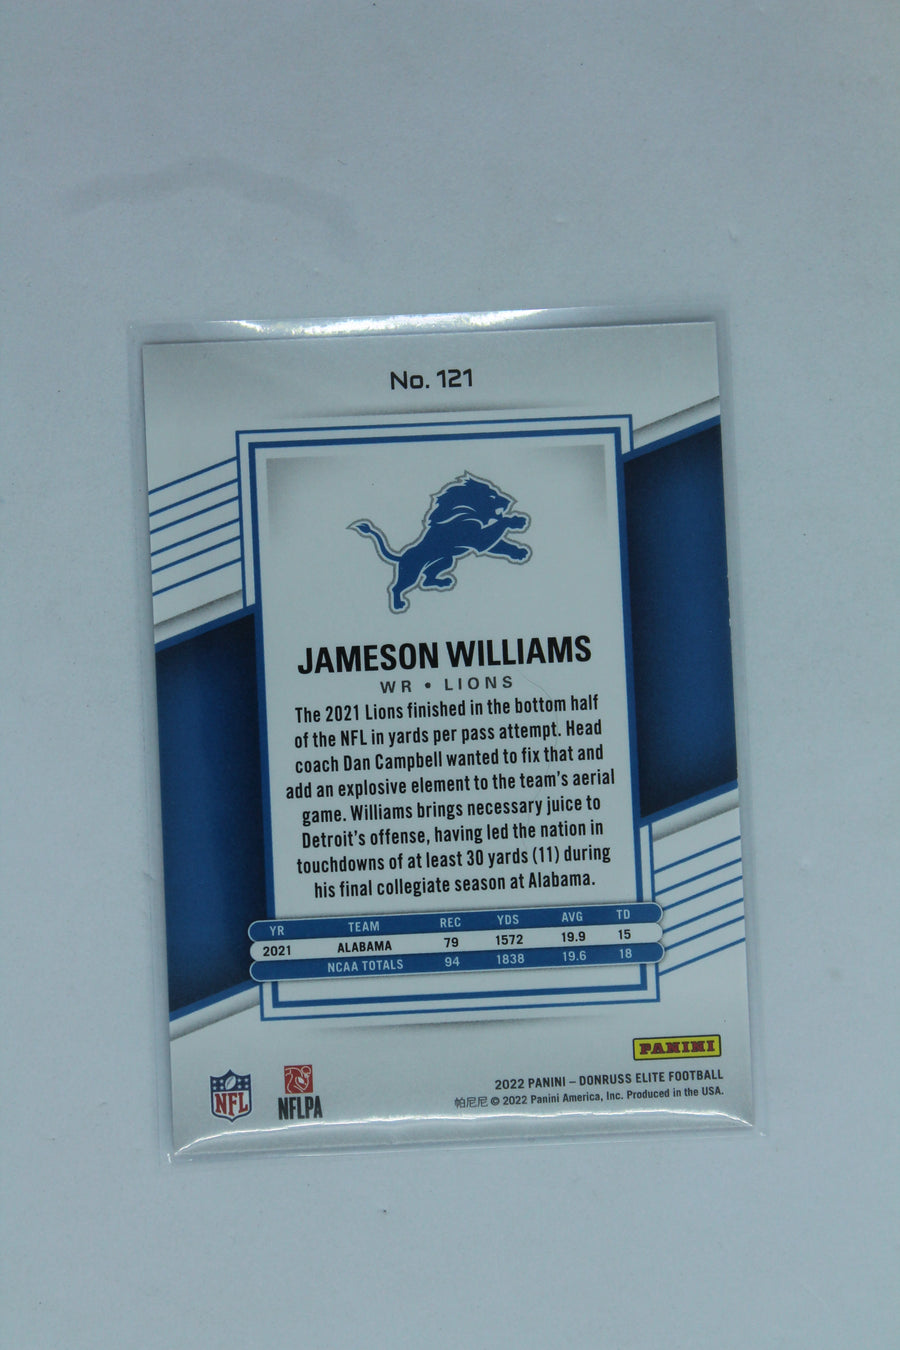 No. 121
JAMESON WILLIAMS
WR • LIONS
The 2021 Lions finished in the bottom half
of the NFL in yards per pass attempt. Head
coach Dan Campbell wanted to fix that and
add an explosive element to the team's aerial
game. Williams brings necessary juice to
Detroit's offense, having led the nation in
touchdowns of at least 30 yards (11) during
his final collegiate season at Alabama.
YR TEAM REC YDS AVG TD
2021 ALABAMA 79 1572 19.9 15
NCAA TOTALS 94 1838 19.6 18
PANINI
NFL
NFLPA
2022 PANINI – DONRUSS ELITE FOOTBALL
帕尼尼 © 2022 Panini America, Inc. Produced in the USA.